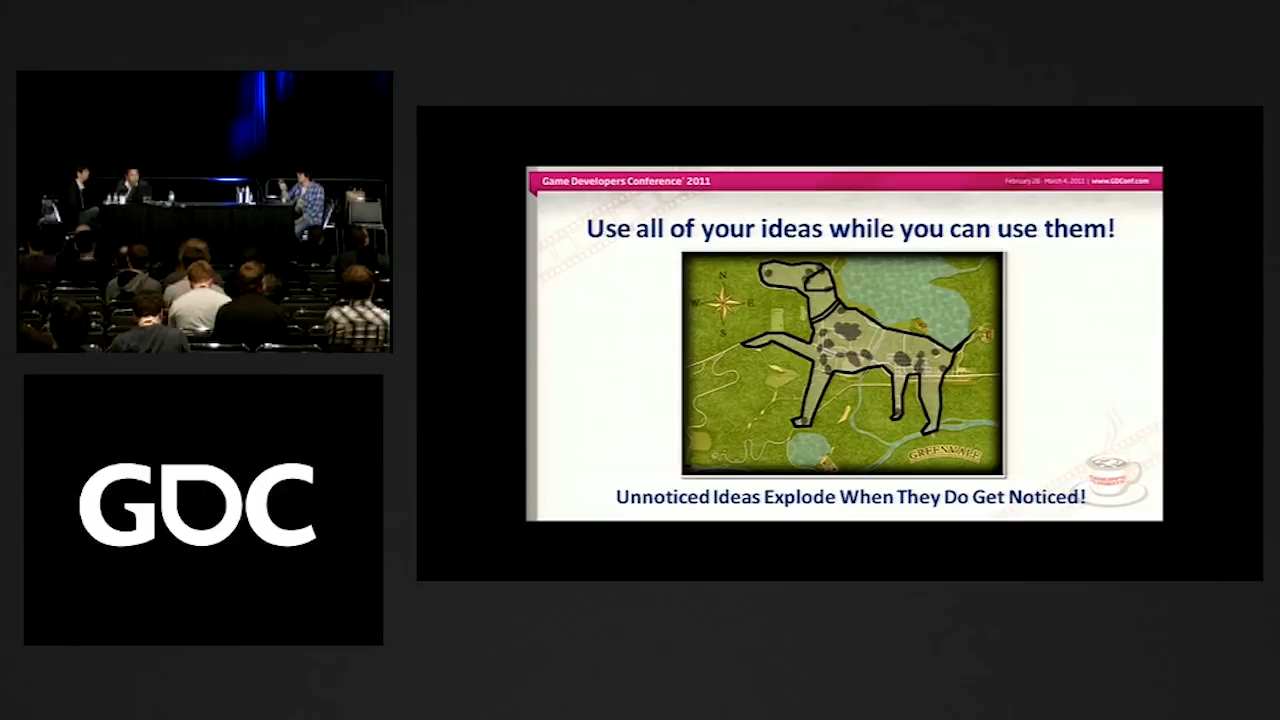 Game Developers Conference® 2011
February 28 - March 4, 2011 | www.GDConf.com
Use all of your ideas while you can use them!
N
W
E
S
GREENVALE
Unnoticed Ideas Explode When They Do Get Noticed!
GDC